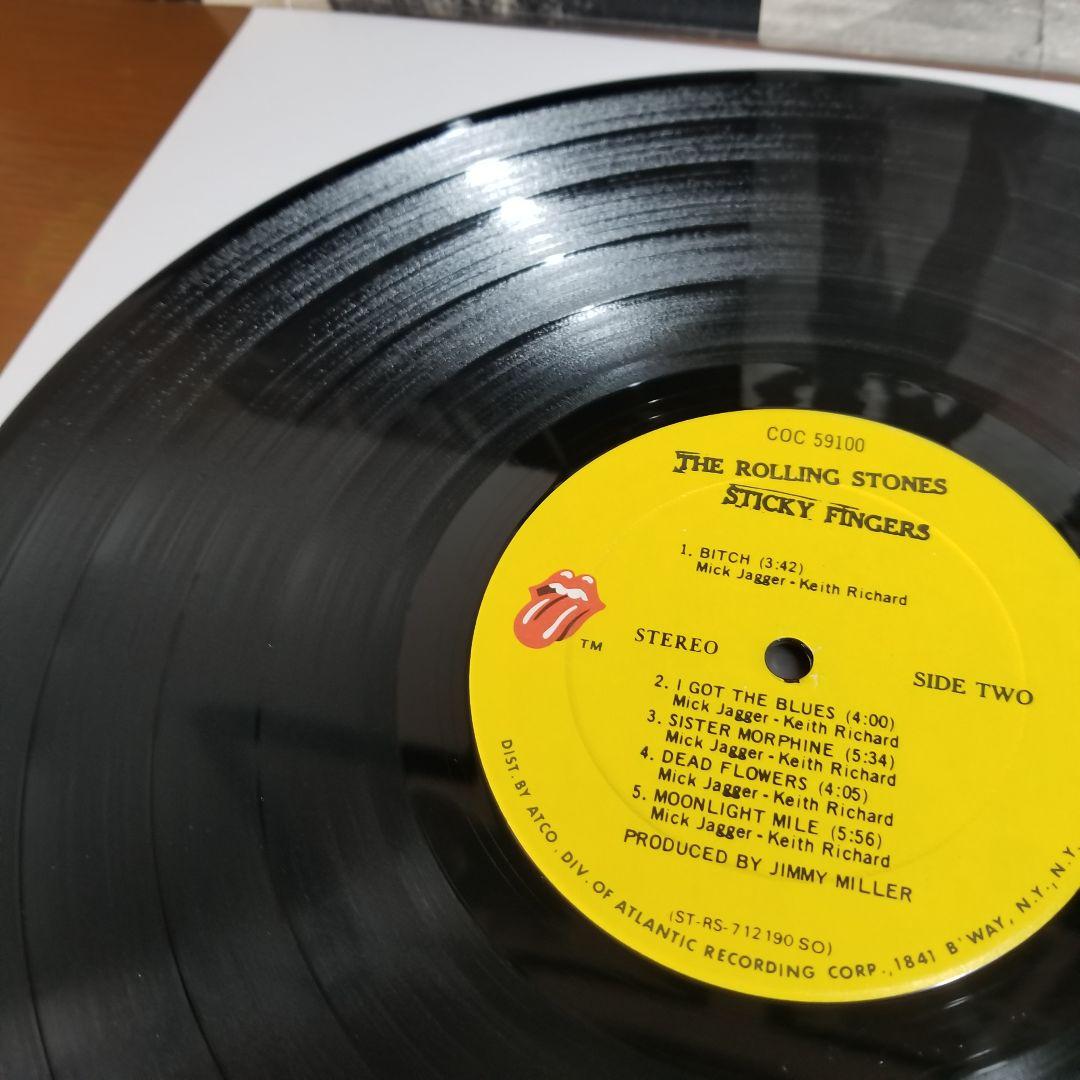 COC 59100
THE ROLLING STONES
STICKY FINGERS
1. BITCH (3:42)
Mick Jagger - Keith Richard
TM
STEREO
SIDE TWO
2. I GOT THE BLUES (4:00)
Mick Jagger - Keith Richard
3. SISTER MORPHINE (5:34)
Mick Jagger - Keith Richard
4. DEAD FLOWERS (4:05)
Mick Jagger - Keith Richard
5. MOONLIGHT MILE (5:56)
Mick Jagger - Keith Richard
PRODUCED BY JIMMY MILLER
(ST-RS-712190 SO)
DIST. BY ATCO, DIV. OF ATLANTIC RECORDING CORP., 1841 B'WAY, N.Y., N.Y.